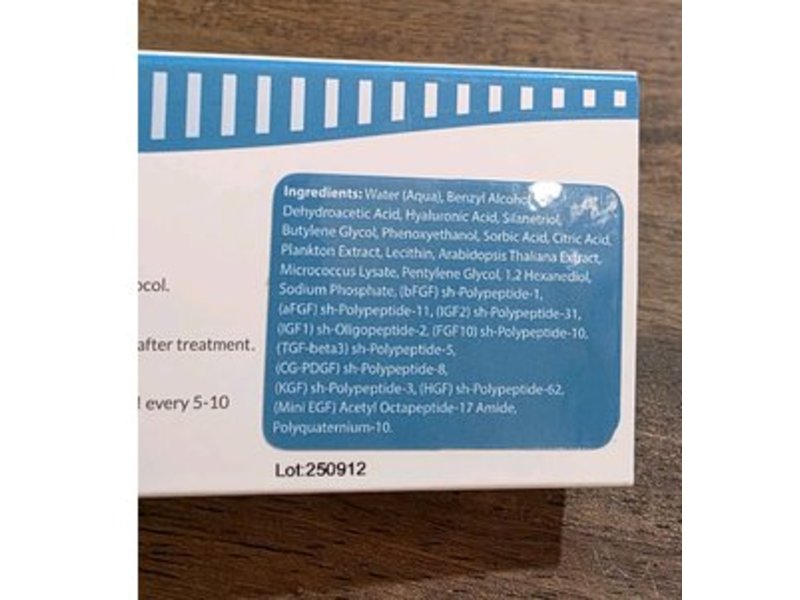 ocol.
after treatment.
every 5-10
Ingredients: Water (Aqua), Benzyl Alcohol,
Dehydroacetic Acid, Hyaluronic Acid, Silanetriol,
Butylene Glycol, Phenoxyethanol, Sorbic Acid, Citric Acid,
Plankton Extract, Lecithin, Arabidopsis Thaliana Extract,
Micrococcus Lysate, Pentylene Glycol, 1,2 Hexanediol,
Sodium Phosphate, (bFGF) sh-Polypeptide-1,
(aFGF) sh-Polypeptide-11, (IGF2) sh-Polypeptide-31,
(IGF1) sh-Oligopeptide-2, (FGF10) sh-Polypeptide-10,
(TGF-beta3) sh-Polypeptide-5,
(CG-PDGF) sh-Polypeptide-8,
(KGF) sh-Polypeptide-3, (HGF) sh-Polypeptide-62,
(Mini EGF) Acetyl Octapeptide-17 Amide,
Polyquaternium-10.
Lot:250912